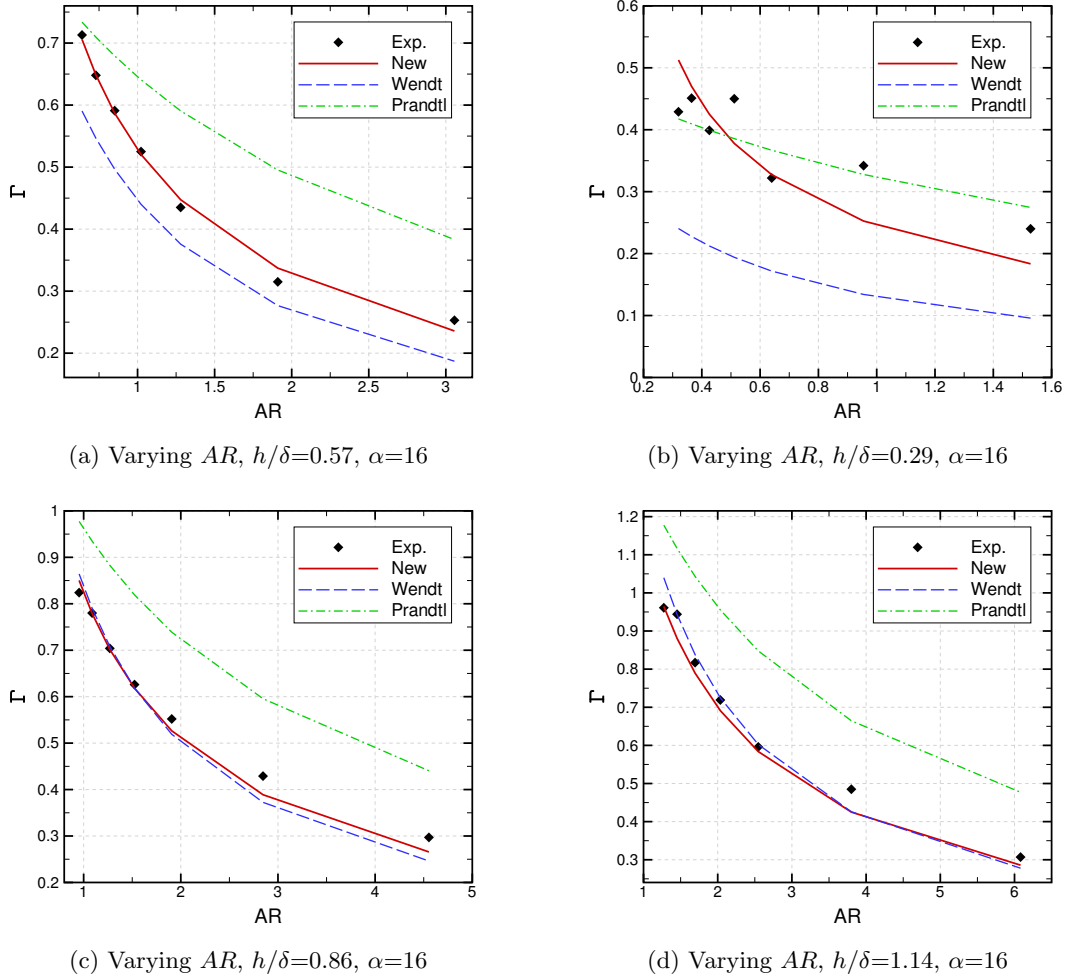 0.7
0.6
0.5
0.4
0.3
0.2
Γ
1
1.5
2
2.5
3
AR
Exp.
New
Wendt
Prandtl
(a) Varying AR, h/δ=0.57, α=16
0.6
0.5
0.4
0.3
0.2
0.1
0
Γ
0.2
0.4
0.6
0.8
1
1.2
1.4
1.6
AR
Exp.
New
Wendt
Prandtl
(b) Varying AR, h/δ=0.29, α=16
1
0.9
0.8
0.7
0.6
0.5
0.4
0.3
0.2
Γ
1
2
3
4
5
AR
Exp.
New
Wendt
Prandtl
(c) Varying AR, h/δ=0.86, α=16
1.2
1.1
1
0.9
0.8
0.7
0.6
0.5
0.4
0.3
Γ
1
2
3
4
5
6
AR
Exp.
New
Wendt
Prandtl
(d) Varying AR, h/δ=1.14, α=16